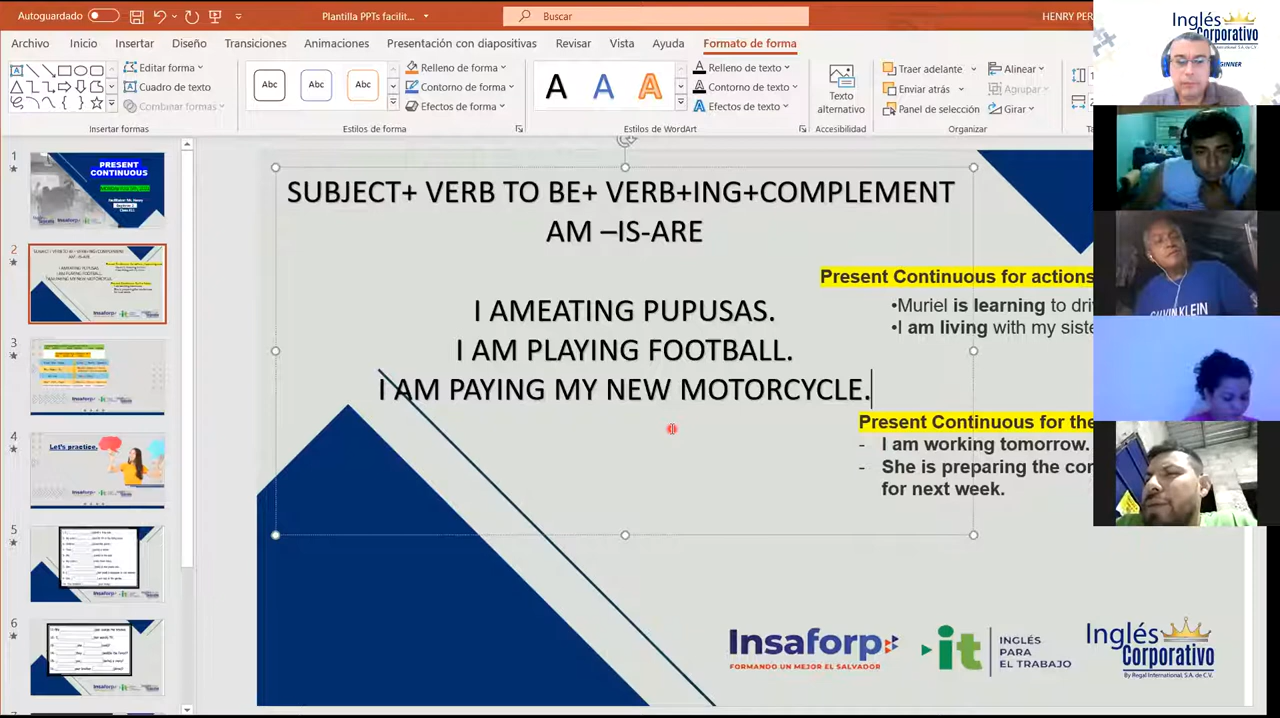 Autoguardado
Plantilla PPTs facilit...
Buscar
HENRY PER
Archivo
Inicio
Insertar
Diseño
Transiciones
Animaciones
Presentación con diapositivas
Revisar
Vista
Ayuda
Formato de forma
Editar forma
Cuadro de texto
Combinar formas
Insertar formas
Abc
Abc
Abc
Relleno de forma
Contorno de forma
Efectos de forma
Estilos de forma
A
A
A
Relleno de texto
Contorno de texto
Efectos de texto
Estilos de WordArt
Texto
alternativo
Accesibilidad
Traer adelante
Enviar atrás
Panel de selección
Alinear
Agrupar
Girar
Organizar
Inglés
Corporativo
1
PRESENT
CONTINUOUS
2
3
4
Let's practice.
5
6
SUBJECT+ VERB TO BE+ VERB+ING+COMPLEMENT
AM –IS-ARE
I AMEATING PUPUSAS.
I AM PLAYING FOOTBALL.
I AM PAYING MY NEW MOTORCYCLE.
Present Continuous for actions
•Muriel is learning to dri
•I am living with my siste
Present Continuous for the
- I am working tomorrow.
- She is preparing the con
for next week.
Insaforp
FORMANDO UN MEJOR EL SALVADOR
it
INGLÉS
PARA
EL TRABAJO
Inglés
Corporativo
By Regal International, S.A. de C.V.